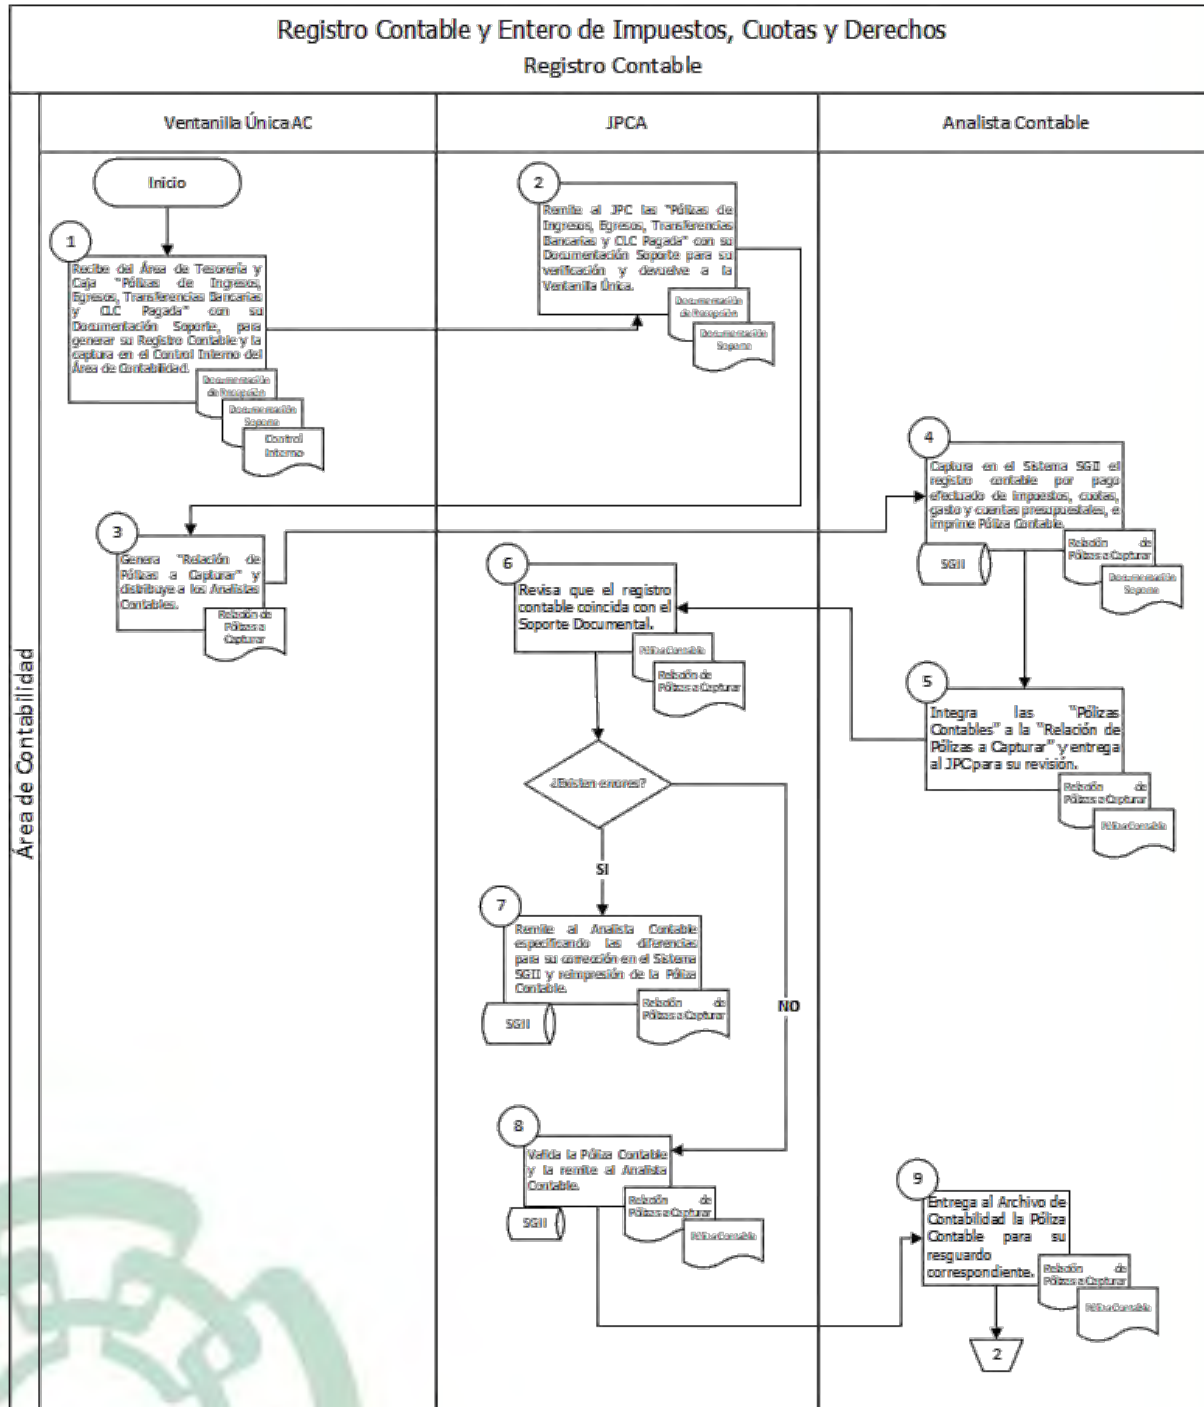 Registro Contable y Entero de Impuestos, Cuotas y Derechos
Registro Contable
Área de Contabilidad
Ventanilla Única AC
JPCA
Analista Contable
Inicio
1
Recibe del Área de Tesorería y
Caja "Pólizas de Ingresos,
Egresos, Transferencias Bancarias
y CLC Pagada" con su
Documentación Soporte, para
generar su Registro Contable y la
captura en el Control Interno del
Área de Contabilidad.
Documentación
de Recepción
Documentación
Soporte
Control
Interno
2
Remite al JPC las "Pólizas de
Ingresos, Egresos, Transferencias
Bancarias y CLC Pagada" con su
Documentación Soporte para su
verificación y devuelve a la
Ventanilla Única.
Documentación
de Recepción
Documentación
Soporte
3
Genera "Relación de
Pólizas a Capturar" y
distribuye a los Analistas
Contables.
Relación de
Pólizas a
Capturar
4
Captura en el Sistema SGII el
registro contable por pago
efectuado de impuestos, cuotas,
gasto y cuentas presupuestales, e
imprime Póliza Contable.
SGII
Relación de
Pólizas a Capturar
Documentación
Soporte
5
Integra las "Pólizas
Contables" a la "Relación de
Pólizas a Capturar" y entrega
al JPC para su revisión.
Relación de
Pólizas a Capturar
Póliza Contable
6
Revisa que el registro
contable coincida con el
Soporte Documental.
Póliza Contable
Relación de
Pólizas a Capturar
¿Existen errores?
SI
NO
7
Remite al Analista Contable
especificando las diferencias
para su corrección en el Sistema
SGII y reimpresión de la Póliza
Contable.
SGII
Relación de
Pólizas a Capturar
8
Valida la Póliza Contable
y la remite al Analista
Contable.
SGII
Relación de
Pólizas a Capturar
Póliza Contable
9
Entrega al Archivo de
Contabilidad la Póliza
Contable para su
resguardo
correspondiente.
Relación de
Pólizas a Capturar
Póliza Contable
2